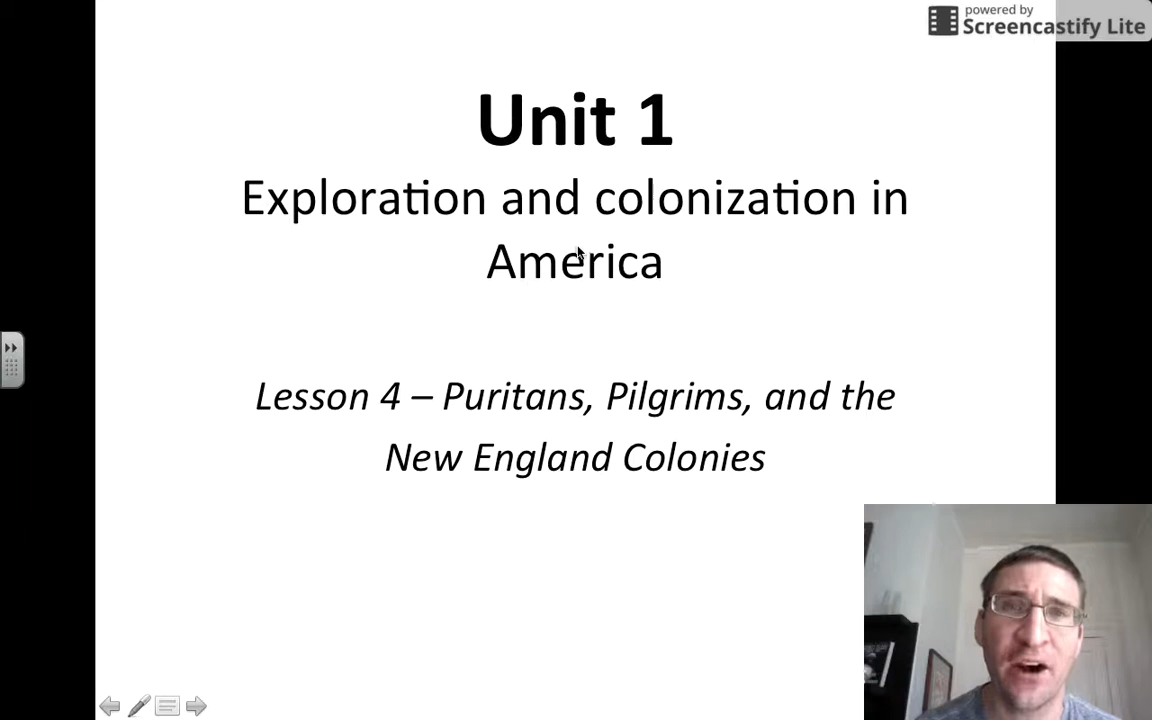 powered by
Screencastify Lite
Unit 1
Exploration and colonization in
America
Lesson 4 – Puritans, Pilgrims, and the
New England Colonies